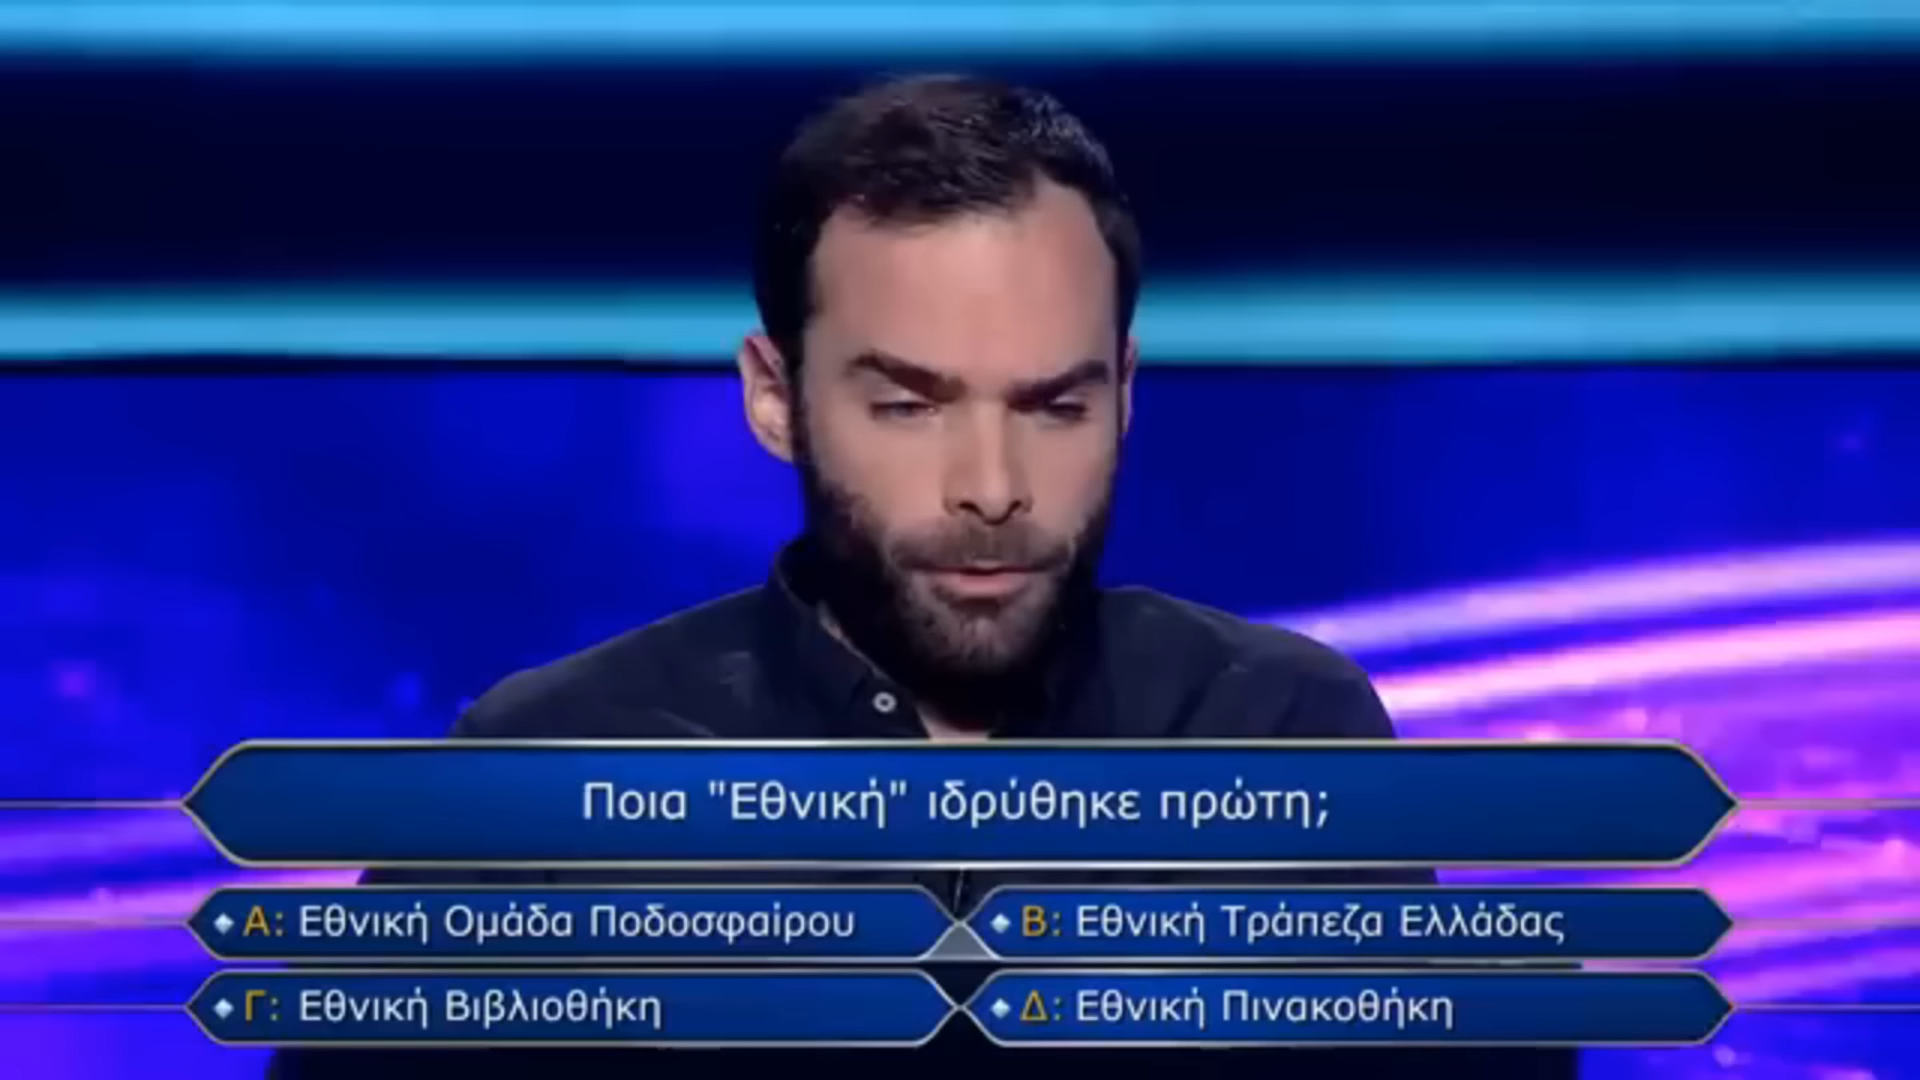 Ποια "Εθνική" ιδρύθηκε πρώτη;
Α: Εθνική Ομάδα Ποδοσφαίρου
Β: Εθνική Τράπεζα Ελλάδας
Γ: Εθνική Βιβλιοθήκη
Δ: Εθνική Πινακοθήκη